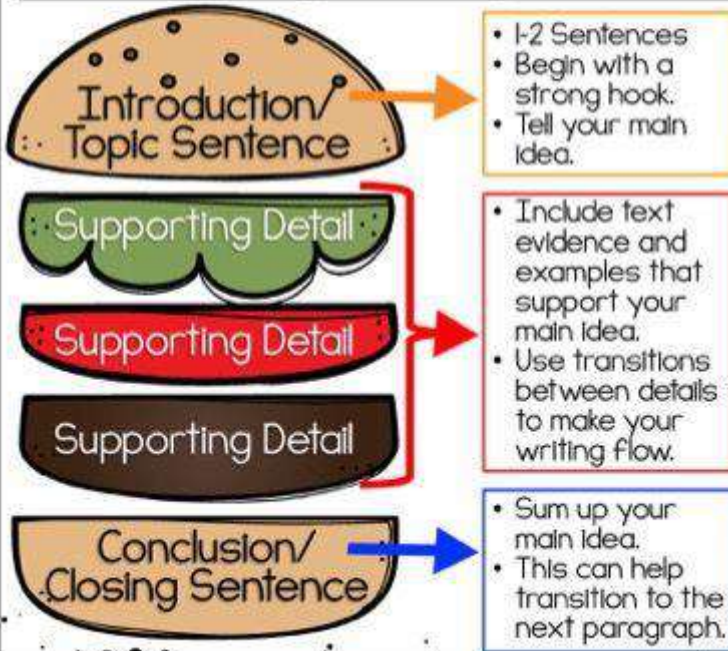 Introduction/
Topic Sentence
• 1-2 Sentences
• Begin with a
strong hook.
• Tell your main
idea.
Supporting Detail
Supporting Detail
Supporting Detail
• Include text
evidence and
examples that
support your
main idea.
• Use transitions
between details
to make your
writing flow.
Conclusion/
Closing Sentence
• Sum up your
main idea.
• This can help
transition to the
next paragraph.